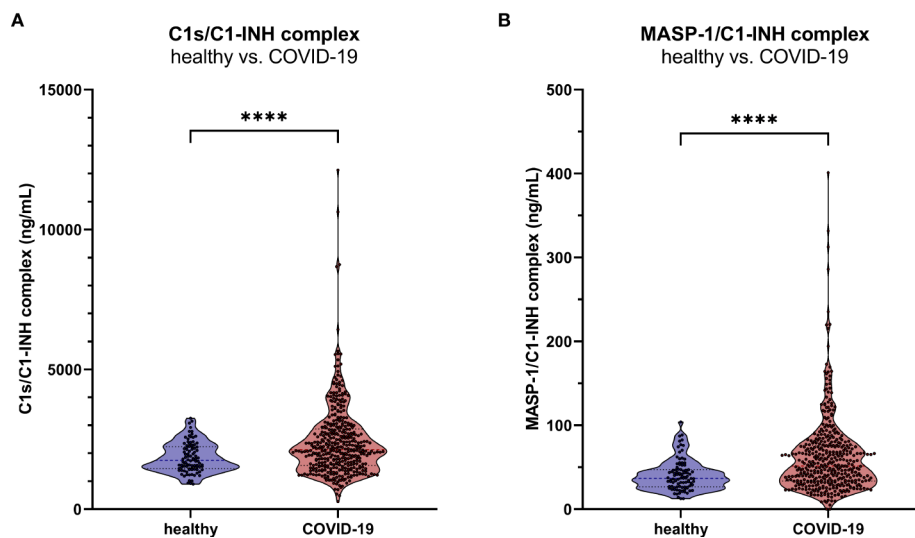 A
C1s/C1-INH complex
healthy vs. COVID-19
C1s/C1-INH complex (ng/mL)
15000
10000
5000
0
****
healthy
COVID-19
B
MASP-1/C1-INH complex
healthy vs. COVID-19
MASP-1/C1-INH complex (ng/mL)
500
400
300
200
100
0
****
healthy
COVID-19